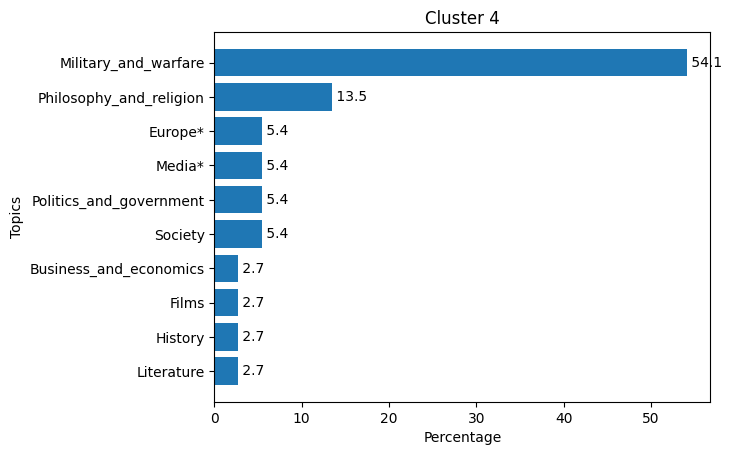 Cluster 4
Topics
Military_and_warfare 54.1
Philosophy_and_religion 13.5
Europe* 5.4
Media* 5.4
Politics_and_government 5.4
Society 5.4
Business_and_economics 2.7
Films 2.7
History 2.7
Literature 2.7
0 10 20 30 40 50
Percentage